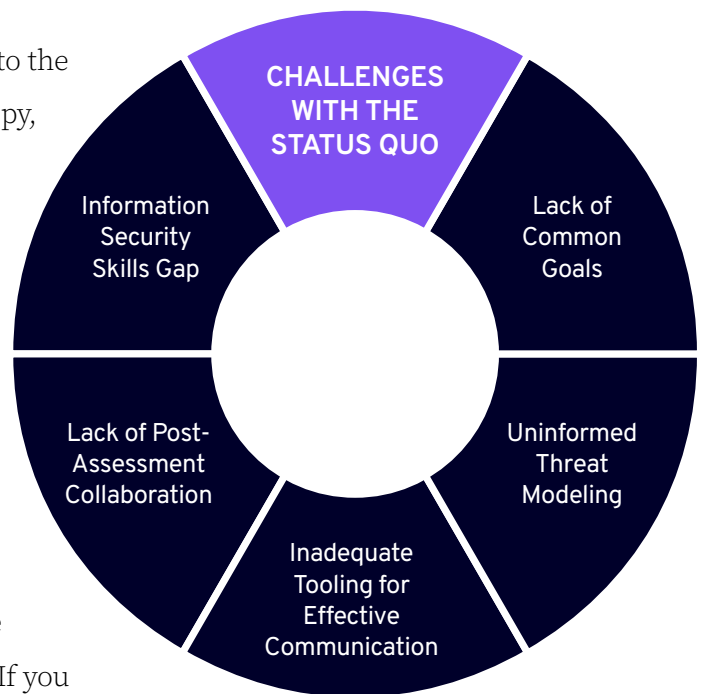 to the
py,
CHALLENGES
WITH THE
STATUS QUO
Lack of
Common
Goals
Uninformed
Threat
Modeling
Inadequate
Tooling for
Effective
Communication
Lack of Post-
Assessment
Collaboration
Information
Security
Skills Gap
If you